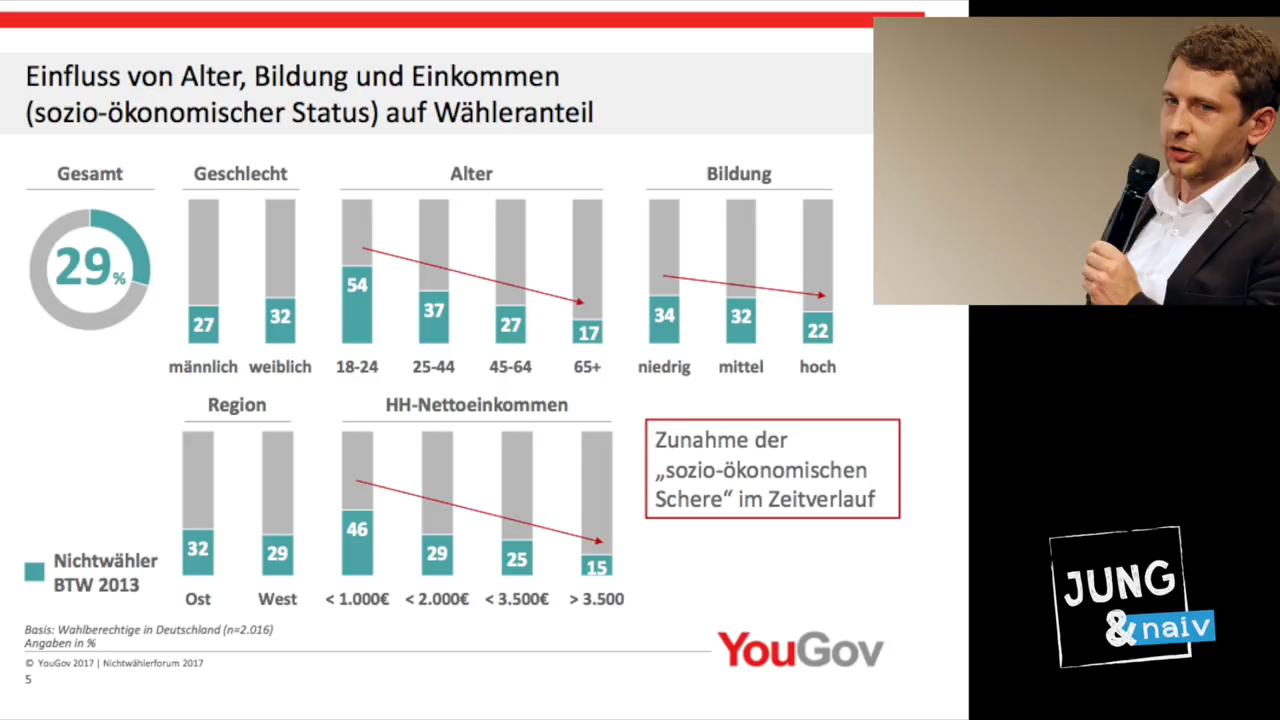 Einfluss von Alter, Bildung und Einkommen
(sozio-ökonomischer Status) auf Wähleranteil
Gesamt
29%
Geschlecht
27
32
männlich weiblich
Alter
54
37
27
17
18-24 25-44 45-64 65+
Bildung
34
32
22
niedrig mittel hoch
Region
32
29
Ost West
HH-Nettoeinkommen
46
29
25
15
< 1.000€ < 2.000€ < 3.500€ > 3.500
Zunahme der
„sozio-ökonomischen
Schere“ im Zeitverlauf
Nichtwähler
BTW 2013
Basis: Wahlberechtige in Deutschland (n=2.016)
Angaben in %
© YouGov 2017 | Nichtwählerforum 2017
5
YouGov
JUNG
& naiv